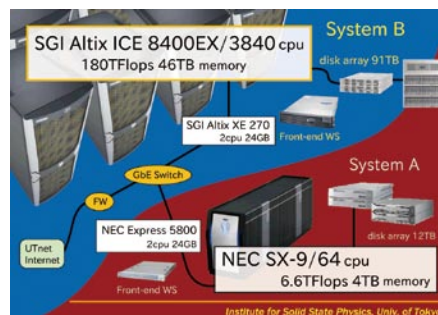 System B
SGI Altix ICE 8400EX/3840 cpu
180TFlops 46TB memory
disk array 91TB
SGI Altix XE 270
2cpu 24GB
Front-end WS
GbE Switch
System A
FW
NEC Express 5800
2cpu 24GB
UTnet
Internet
disk array 12TB
NEC SX-9/64 cpu
6.6TFlops 4TB memory
Front-end WS
Institute for Solid State Physics, Univ. of Tokyo